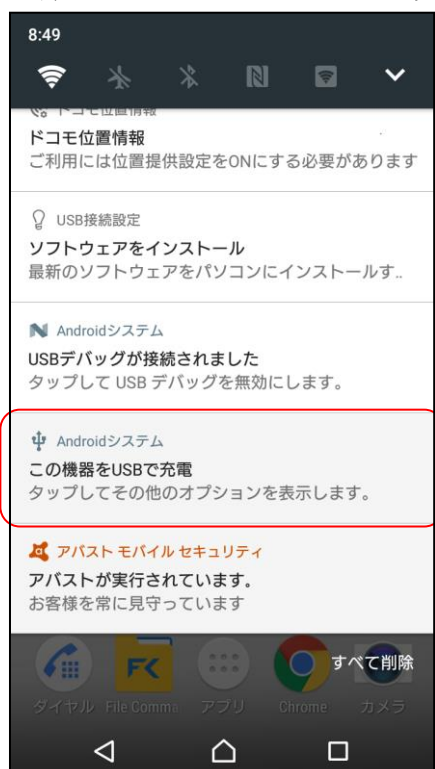 8:49
ドコモ位置情報
ドコモ位置情報
ご利用には位置提供設定をONにする必要があります
USB接続設定
ソフトウェアをインストール
最新のソフトウェアをパソコンにインストールす..
Androidシステム
USBデバッグが接続されました
タップして USB デバッグを無効にします。
Androidシステム
この機器をUSBで充電
タップしてその他のオプションを表示します。
アバスト モバイル セキュリティ
アバストが実行されています。
お客様を常に見守っています
すべて削除
ダイヤル File Comma アプリ Chrome カメラ